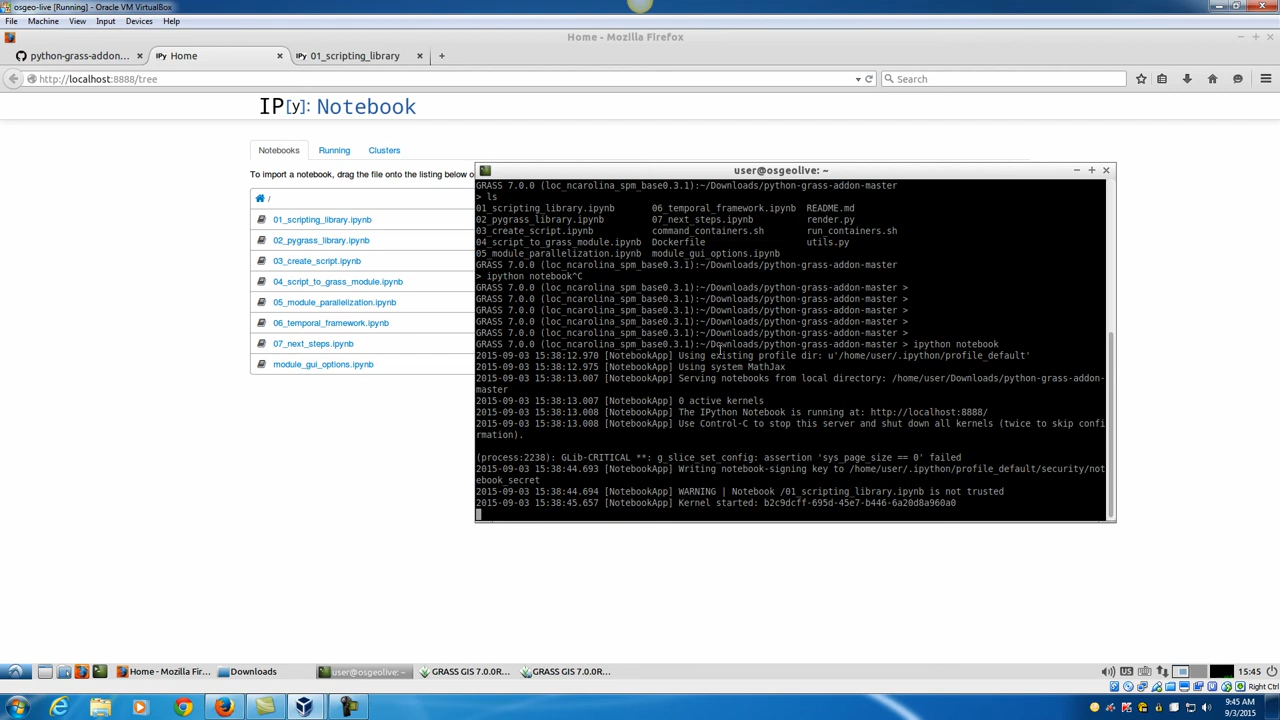 osgeo-live [Running] - Oracle VM VirtualBox
File Machine View Input Devices Help
Home - Mozilla Firefox
python-grass-addon... × IPy Home × IPy 01_scripting_library × +
http://localhost:8888/tree Search
IP[y]: Notebook
Notebooks Running Clusters
To import a notebook, drag the file onto the listing below o
/
01_scripting_library.ipynb
02_pygrass_library.ipynb
03_create_script.ipynb
04_script_to_grass_module.ipynb
05_module_parallelization.ipynb
06_temporal_framework.ipynb
07_next_steps.ipynb
module_gui_options.ipynb
user@osgeolive: ~
GRASS 7.0.0 (loc_ncarolina_spm_base0.3.1):~/Downloads/python-grass-addon-master
> ls
01_scripting_library.ipynb 06_temporal_framework.ipynb README.md
02_pygrass_library.ipynb 07_next_steps.ipynb render.py
03_create_script.ipynb command_containers.sh run_containers.sh
04_script_to_grass_module.ipynb Dockerfile utils.py
05_module_parallelization.ipynb module_gui_options.ipynb
GRASS 7.0.0 (loc_ncarolina_spm_base0.3.1):~/Downloads/python-grass-addon-master
> ipython notebook^C
GRASS 7.0.0 (loc_ncarolina_spm_base0.3.1):~/Downloads/python-grass-addon-master >
GRASS 7.0.0 (loc_ncarolina_spm_base0.3.1):~/Downloads/python-grass-addon-master >
GRASS 7.0.0 (loc_ncarolina_spm_base0.3.1):~/Downloads/python-grass-addon-master >
GRASS 7.0.0 (loc_ncarolina_spm_base0.3.1):~/Downloads/python-grass-addon-master >
GRASS 7.0.0 (loc_ncarolina_spm_base0.3.1):~/Downloads/python-grass-addon-master >
GRASS 7.0.0 (loc_ncarolina_spm_base0.3.1):~/Downloads/python-grass-addon-master > ipython notebook
2015-09-03 15:38:12.970 [NotebookApp] Using existing profile dir: u'/home/user/.ipython/profile_default'
2015-09-03 15:38:12.975 [NotebookApp] Using system MathJax
2015-09-03 15:38:13.007 [NotebookApp] Serving notebooks from local directory: /home/user/Downloads/python-grass-addon-
master
2015-09-03 15:38:13.007 [NotebookApp] 0 active kernels
2015-09-03 15:38:13.008 [NotebookApp] The IPython Notebook is running at: http://localhost:8888/
2015-09-03 15:38:13.008 [NotebookApp] Use Control-C to stop this server and shut down all kernels (twice to skip confi
rmation).
(process:2238): GLib-CRITICAL **: g_slice_set_config: assertion 'sys_page_size == 0' failed
2015-09-03 15:38:44.693 [NotebookApp] Writing notebook-signing key to /home/user/.ipython/profile_default/security/not
ebook_secret
2015-09-03 15:38:44.694 [NotebookApp] WARNING | Notebook /01_scripting_library.ipynb is not trusted
2015-09-03 15:38:45.657 [NotebookApp] Kernel started: b2c9dcff-695d-45e7-b446-6a20d8a960a0
Home - Mozilla Fir... Downloads user@osgeolive: ~ GRASS GIS 7.0.0R... GRASS GIS 7.0.0R... US 15:45
Right Ctrl
9:45 AM
9/3/2015